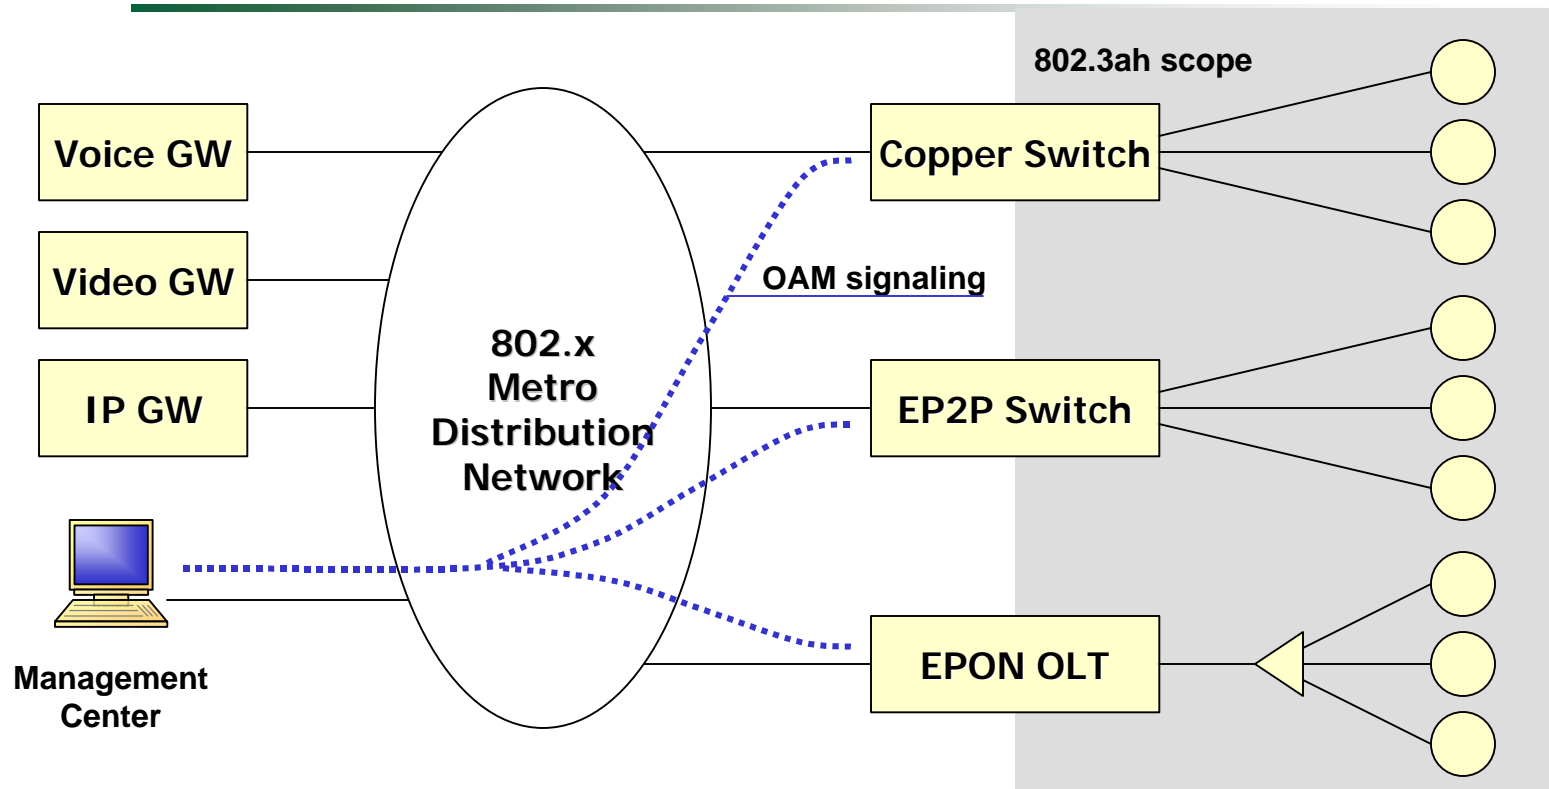 802.3ah scope
Voice GW
Copper Switch
Video GW
OAM signaling
802.x
Metro
Distribution
Network
IP GW
EP2P Switch
EPON OLT
Management
Center